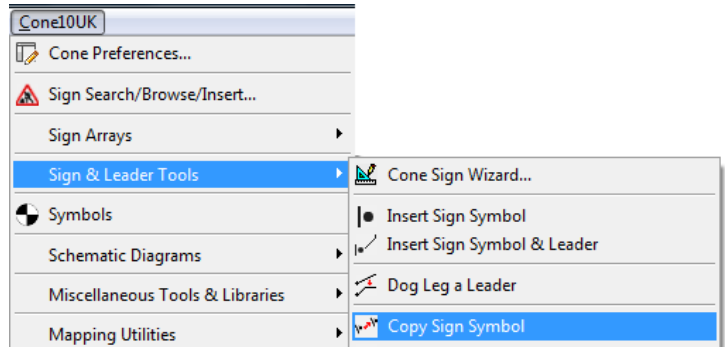 Cone10UK
Cone Preferences...
Sign Search/Browse/Insert...
Sign Arrays
Sign & Leader Tools
Symbols
Schematic Diagrams
Miscellaneous Tools & Libraries
Mapping Utilities
Cone Sign Wizard...
Insert Sign Symbol
Insert Sign Symbol & Leader
Dog Leg a Leader
Copy Sign Symbol